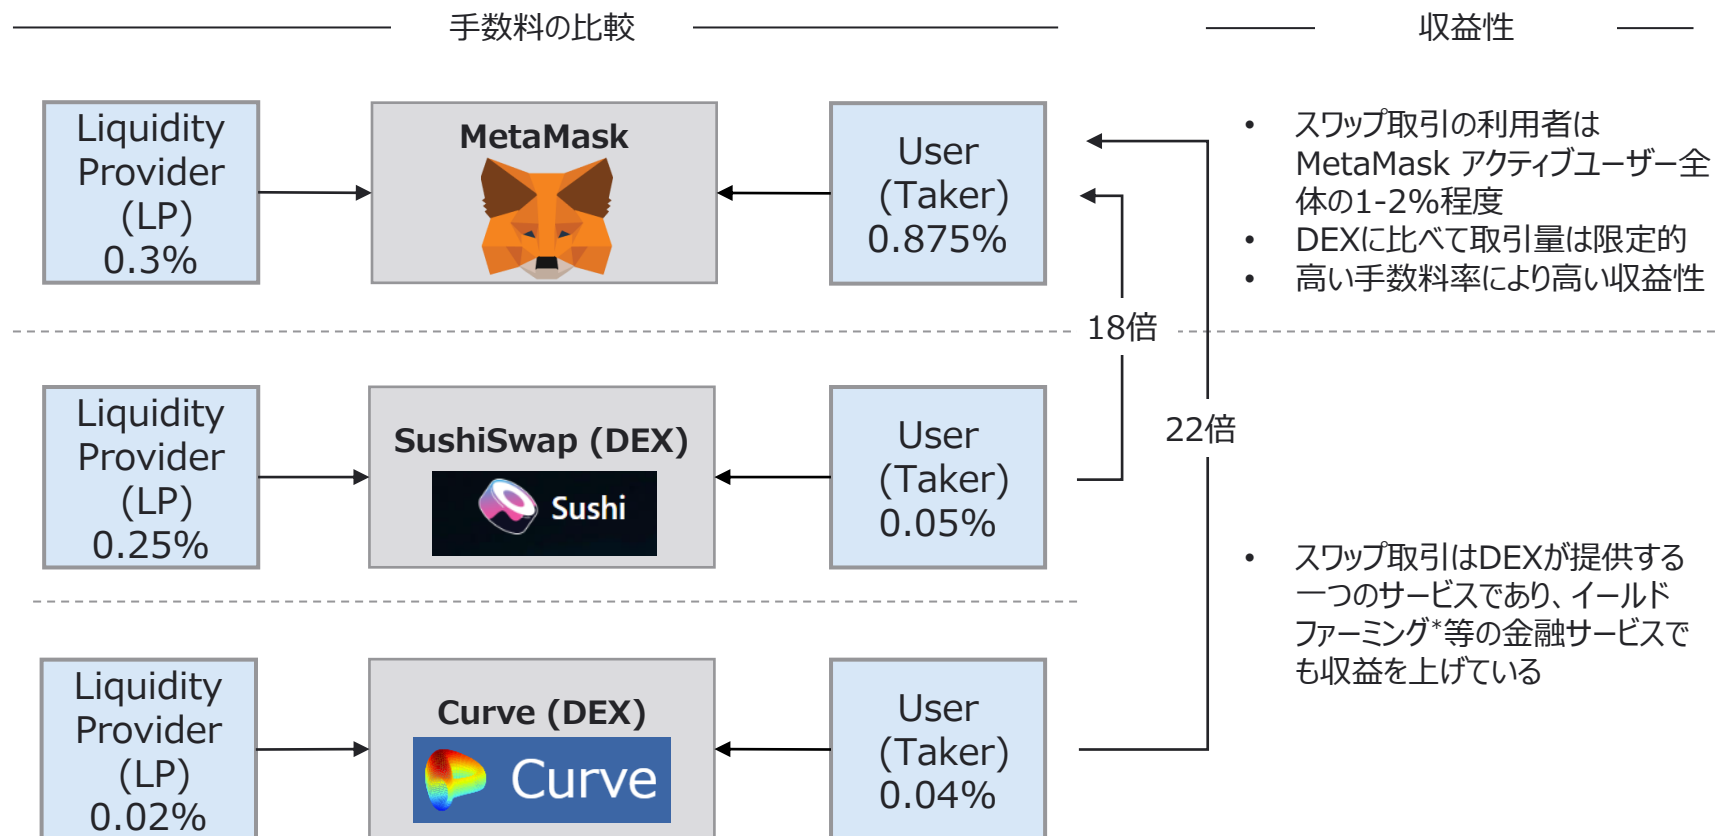 手数料の比較
収益性
Liquidity
Provider
(LP)
0.3%
MetaMask
User
(Taker)
0.875%
• スワップ取引の利用者は
MetaMask アクティブユーザー全
体の1-2%程度
• DEXに比べて取引量は限定的
• 高い手数料率により高い収益性
18倍
22倍
Liquidity
Provider
(LP)
0.25%
SushiSwap (DEX)
Sushi
User
(Taker)
0.05%
• スワップ取引はDEXが提供する
一つのサービスであり、イールド
ファーミング*等の金融サービスで
も収益を上げている
Liquidity
Provider
(LP)
0.02%
Curve (DEX)
Curve
User
(Taker)
0.04%